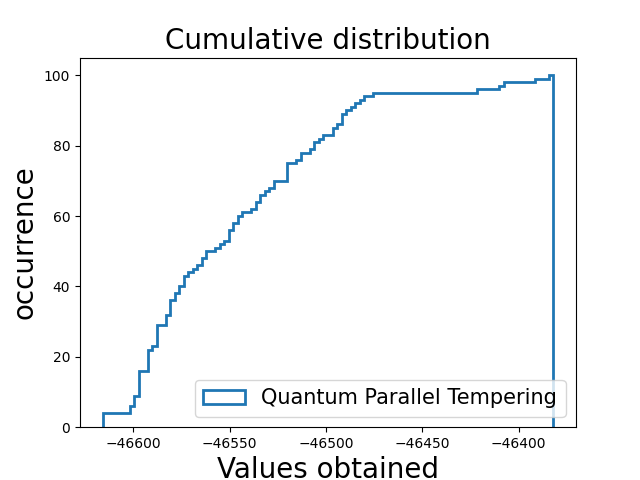 Cumulative distribution
occurrence
100
80
60
40
20
0
Quantum Parallel Tempering
−46600
−46550
−46500
−46450
−46400
Values obtained